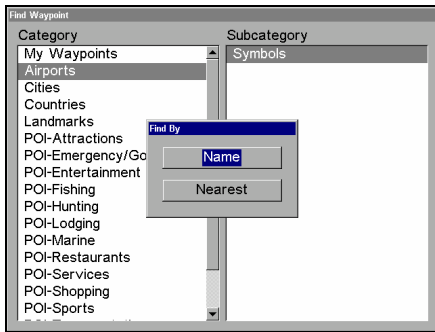 Find Waypoint
Category
Subcategory
My Waypoints
Symbols
Airports
Cities
Countries
Landmarks
POI-Attractions
POI-Emergency/Go
POI-Entertainment
POI-Fishing
POI-Hunting
POI-Lodging
POI-Marine
POI-Restaurants
POI-Services
POI-Shopping
POI-Sports
Find By
Name
Nearest